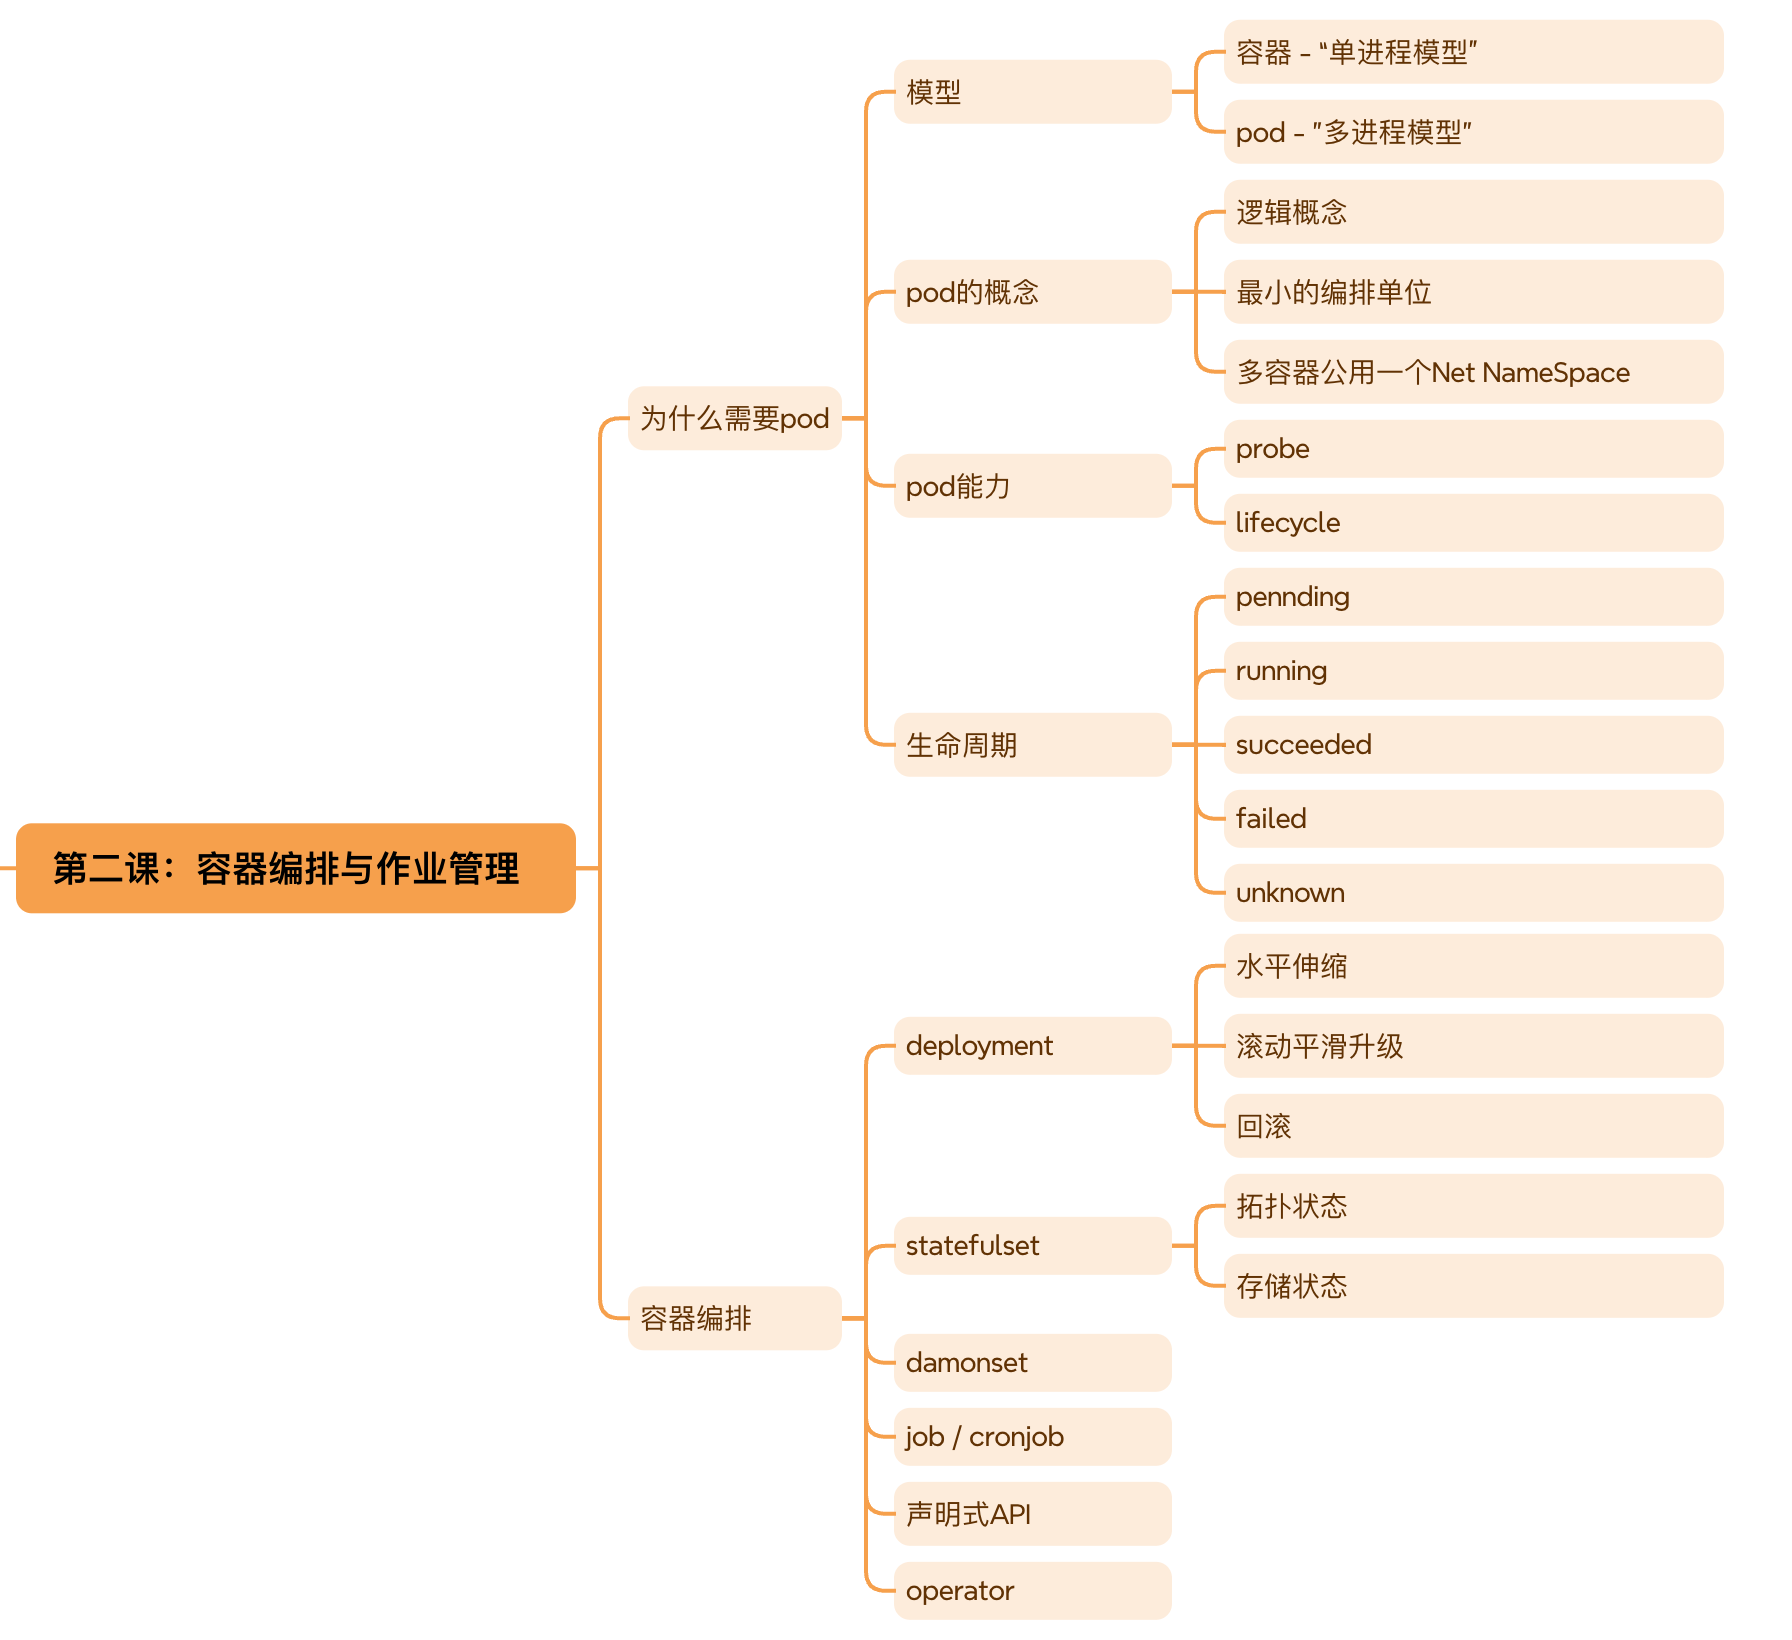 第二课：容器编排与作业管理
为什么需要pod
模型
容器 - “单进程模型”
pod - "多进程模型"
pod的概念
逻辑概念
最小的编排单位
多容器公用一个Net NameSpace
pod能力
probe
lifecycle
生命周期
pennding
running
succeeded
failed
unknown
容器编排
deployment
水平伸缩
滚动平滑升级
回滚
statefulset
拓扑状态
存储状态
damonset
job / cronjob
声明式API
operator